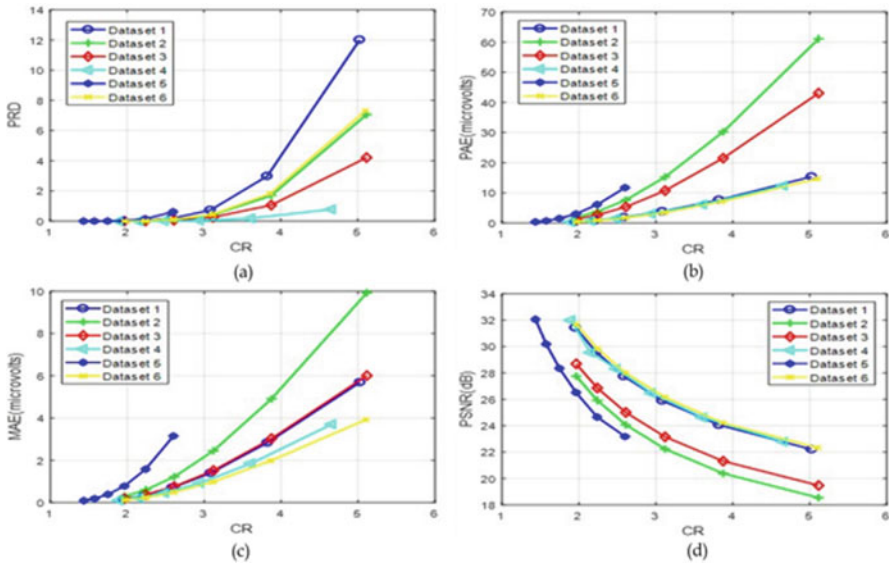 14
12
10
8
6
4
2
0
PRD
Dataset 1
Dataset 2
Dataset 3
Dataset 4
Dataset 5
Dataset 6
1 2 3 4 5 6
CR
(a)
70
60
50
40
30
20
10
0
PAE(microvolts)
Dataset 1
Dataset 2
Dataset 3
Dataset 4
Dataset 5
Dataset 6
1 2 3 4 5 6
CR
(b)
10
8
6
4
2
0
MAE(microvolts)
Dataset 1
Dataset 2
Dataset 3
Dataset 4
Dataset 5
Dataset 6
1 2 3 4 5 6
CR
(c)
34
32
30
28
26
24
22
20
18
PSNR(dB)
Dataset 1
Dataset 2
Dataset 3
Dataset 4
Dataset 5
Dataset 6
1 2 3 4 5 6
CR
(d)